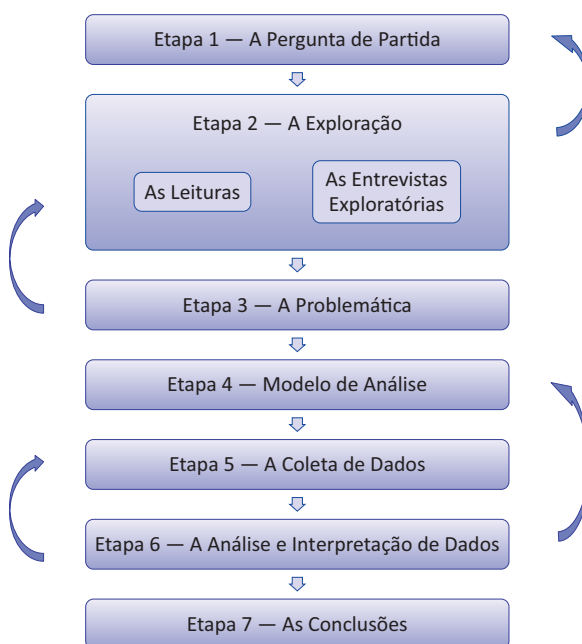 Etapa 1 — A Pergunta de Partida
Etapa 2 — A Exploração
As Leituras
As Entrevistas
Exploratórias
Etapa 3 — A Problemática
Etapa 4 — Modelo de Análise
Etapa 5 — A Coleta de Dados
Etapa 6 — A Análise e Interpretação de Dados
Etapa 7 — As Conclusões